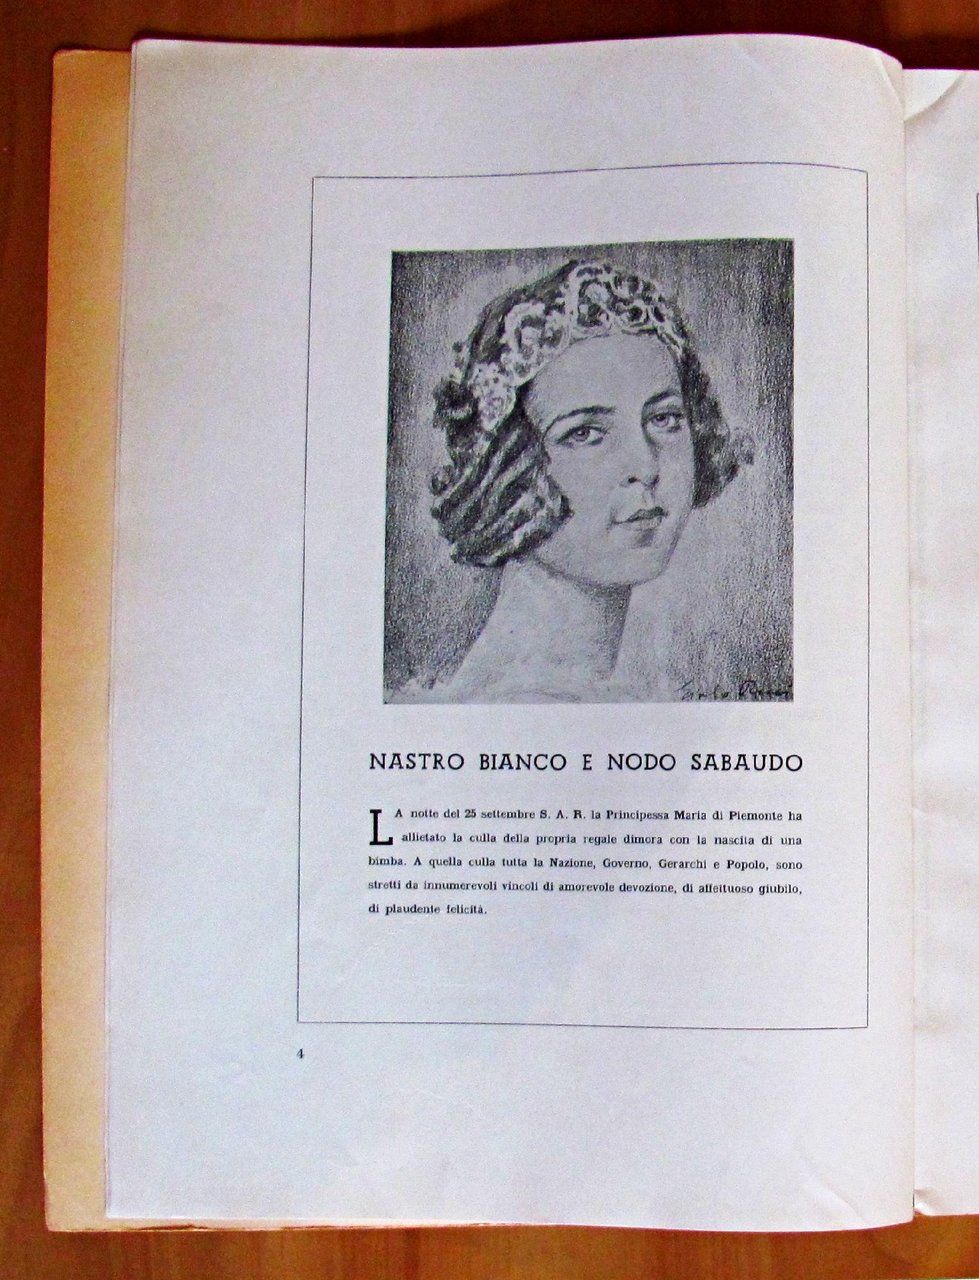 NASTRO BIANCO E NODO SABAUDO
LA notte del 25 settembre S. A. R. la Principessa Maria di Piemonte ha
allietato la culla della propria regale dimora con la nascita di una
bimba. A quella culla tutta la Nazione, Governo, Gerarchi e Popolo, sono
stretti da innumerevoli vincoli di amorevole devozione, di affettuoso giubilo,
di plaudente felicità.
4